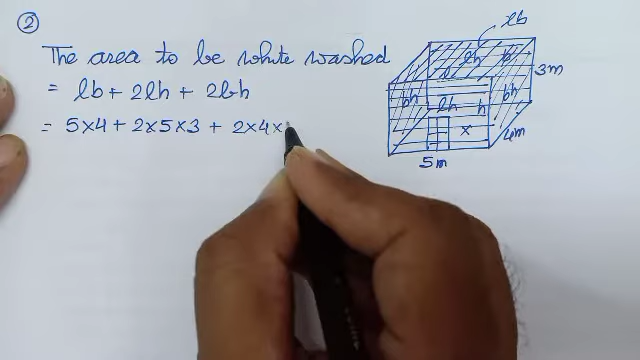 ②
The area to be white washed
= lb + 2lh + 2bh
= 5×4 + 2×5×3 + 2×4×
lb
lh
b
3m
bh
bh
lh
h
x
4m
5m